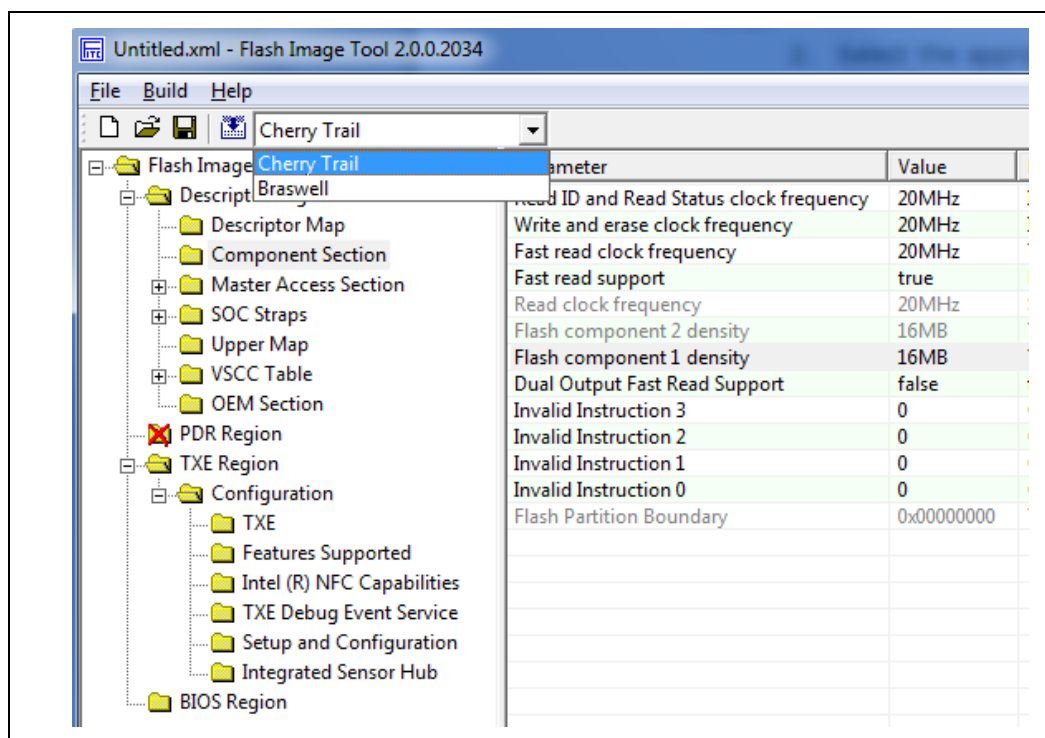 Untitled.xml - Flash Image Tool 2.0.0.2034
File Build Help
Cherry Trail
Cherry Trail
Braswell
Flash Image
Descript
Descriptor Map
Component Section
Master Access Section
SOC Straps
Upper Map
VSCC Table
OEM Section
PDR Region
TXE Region
Configuration
TXE
Features Supported
Intel (R) NFC Capabilities
TXE Debug Event Service
Setup and Configuration
Integrated Sensor Hub
BIOS Region
ameter Value
Read ID and Read Status clock frequency 20MHz
Write and erase clock frequency 20MHz
Fast read clock frequency 20MHz
Fast read support true
Read clock frequency 20MHz
Flash component 2 density 16MB
Flash component 1 density 16MB
Dual Output Fast Read Support false
Invalid Instruction 3 0
Invalid Instruction 2 0
Invalid Instruction 1 0
Invalid Instruction 0 0
Flash Partition Boundary 0x00000000